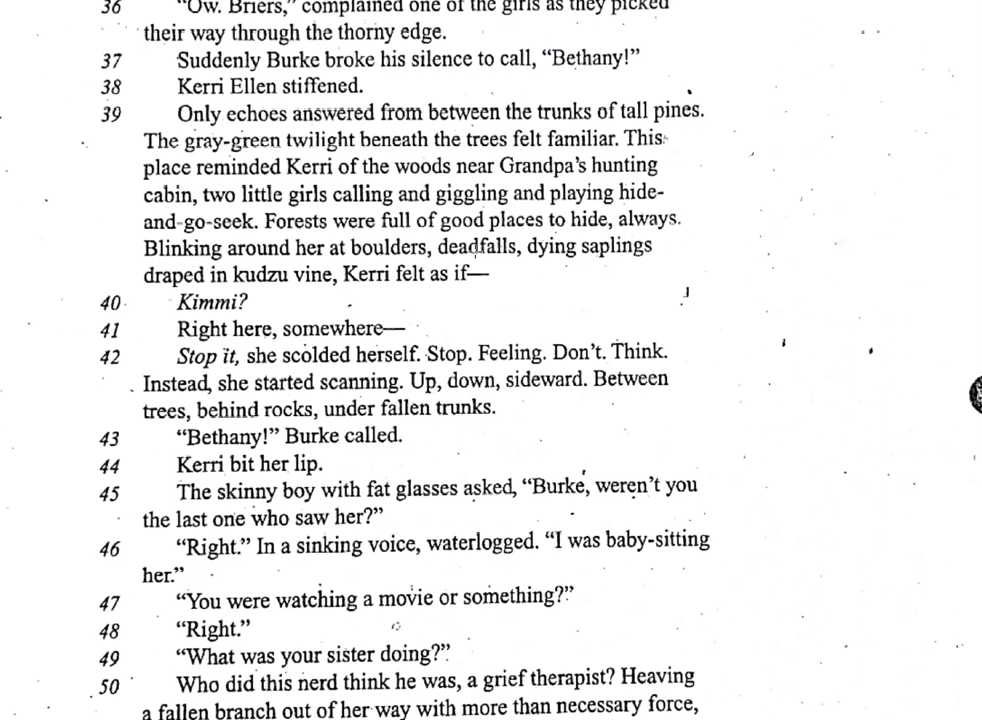 36 "Ow. Briers," complained one of the girls as they picked
their way through the thorny edge.
37 Suddenly Burke broke his silence to call, "Bethany!"
38 Kerri Ellen stiffened.
39 Only echoes answered from between the trunks of tall pines.
The gray-green twilight beneath the trees felt familiar. This
place reminded Kerri of the woods near Grandpa's hunting
cabin, two little girls calling and giggling and playing hide-
and-go-seek. Forests were full of good places to hide, always.
Blinking around her at boulders, deadfalls, dying saplings
draped in kudzu vine, Kerri felt as if—
40 Kimmi?
41 Right here, somewhere—
42 Stop it, she scolded herself. Stop. Feeling. Don't. Think.
Instead, she started scanning. Up, down, sideward. Between
trees, behind rocks, under fallen trunks.
43 "Bethany!" Burke called.
44 Kerri bit her lip.
45 The skinny boy with fat glasses asked, "Burke, weren't you
the last one who saw her?"
46 "Right." In a sinking voice, waterlogged. "I was baby-sitting
her."
47 "You were watching a movie or something?"
48 "Right."
49 "What was your sister doing?"
50 Who did this nerd think he was, a grief therapist? Heaving
a fallen branch out of her way with more than necessary force,